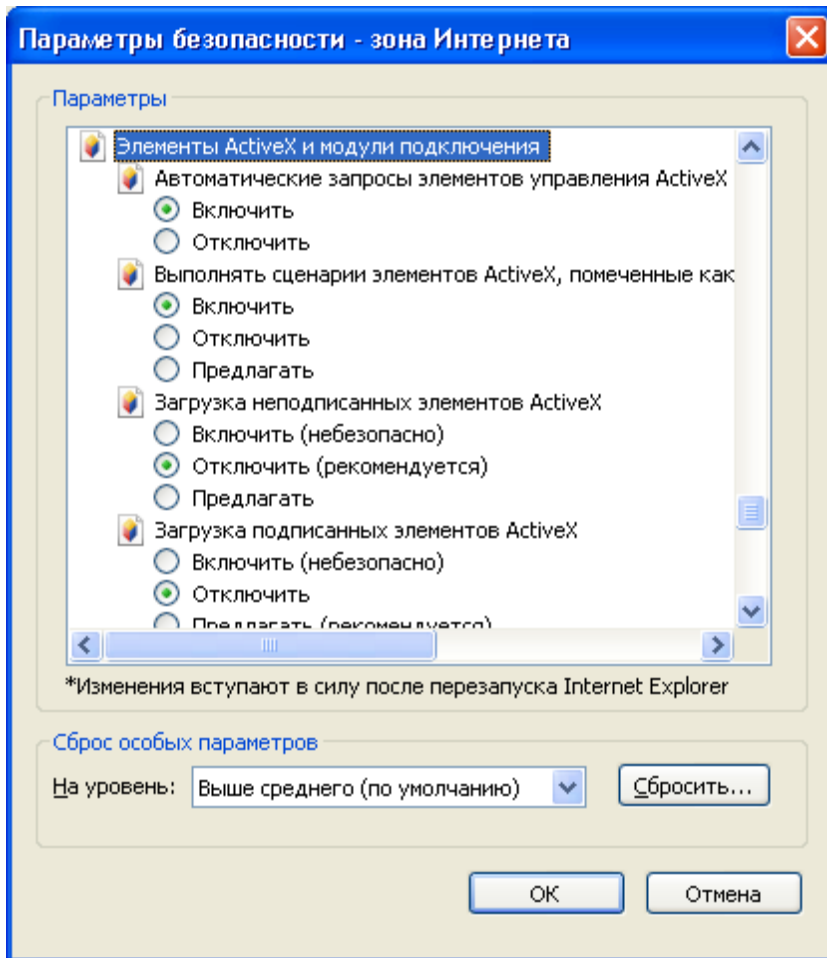 Параметры безопасности - зона Интернета
Параметры
Элементы ActiveX и модули подключения
Автоматические запросы элементов управления ActiveX
Включить
Отключить
Выполнять сценарии элементов ActiveX, помеченные как
Включить
Отключить
Предлагать
Загрузка неподписанных элементов ActiveX
Включить (небезопасно)
Отключить (рекомендуется)
Предлагать
Загрузка подписанных элементов ActiveX
Включить (небезопасно)
Отключить
Предлагать (рекомендуется)
*Изменения вступают в силу после перезапуска Internet Explorer
Сброс особых параметров
На уровень: Выше среднего (по умолчанию) Сбросить...
ОК Отмена